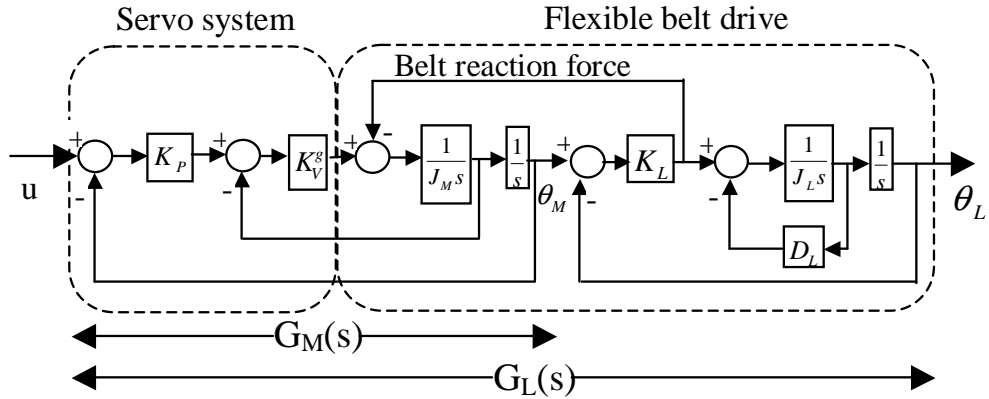 Servo system
Flexible belt drive
Belt reaction force
u
+
-
K_P
+
-
K_V^g
+
-
1/(J_M s)
1/s
θ_M
+
-
K_L
+
-
1/(J_L s)
1/s
D_L
θ_L
G_M(s)
G_L(s)